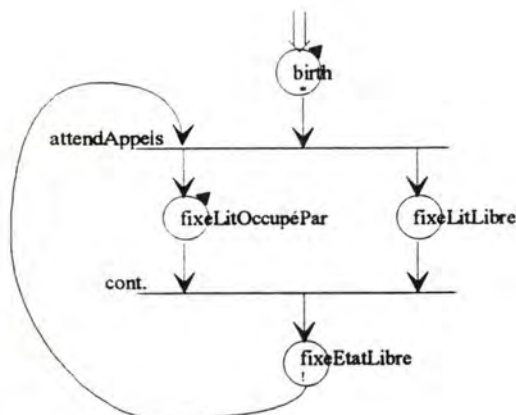 birth
attendAppels
fixeLitOccupéPar
fixeLitLibre
cont.
fixeEtatLibre
!